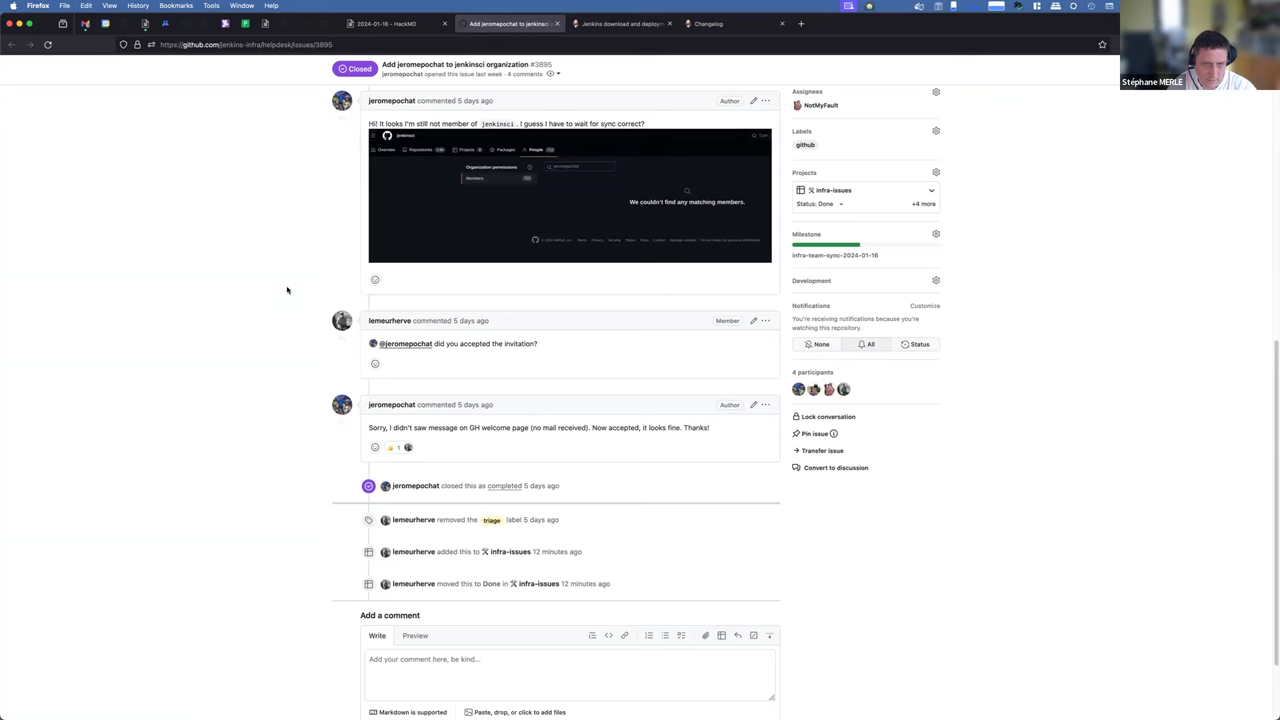 Firefox File Edit View History Bookmarks Tools Window Help
2024-01-16 - HackMD
Add jeromepochat to jenkinsci
Jenkins download and deploym
Changelog
https://github.com/jenkins-infra/helpdesk/issues/3895
Closed
Add jeromepochat to jenkinsci organization #3895
jeromepochat opened this issue last week · 4 comments
Stéphane MERLE
jeromepochat commented 5 days ago
Author
Hi! It looks I'm still not member of jenkinsci . I guess I have to wait for sync correct?
jenkinsci
Overview Repositories Projects Packages People
Organization permissions
jeromepochat
Members
We couldn't find any matching members.
lemeurherve commented 5 days ago
Member
@jeromepochat did you accepted the invitation?
jeromepochat commented 5 days ago
Author
Sorry, I didn't saw message on GH welcome page (no mail received). Now accepted, it looks fine. Thanks!
1
jeromepochat closed this as completed 5 days ago
lemeurherve removed the triage label 5 days ago
lemeurherve added this to infra-issues 12 minutes ago
lemeurherve moved this to Done in infra-issues 12 minutes ago
Add a comment
Write Preview
Add your comment here, be kind...
Markdown is supported
Paste, drop, or click to add files
Assignees
NotMyFault
Labels
github
Projects
infra-issues
Status: Done
+4 more
Milestone
infra-team-sync-2024-01-16
Development
Notifications
Customize
You're receiving notifications because you're
watching this repository.
None All Status
4 participants
Lock conversation
Pin issue
Transfer issue
Convert to discussion